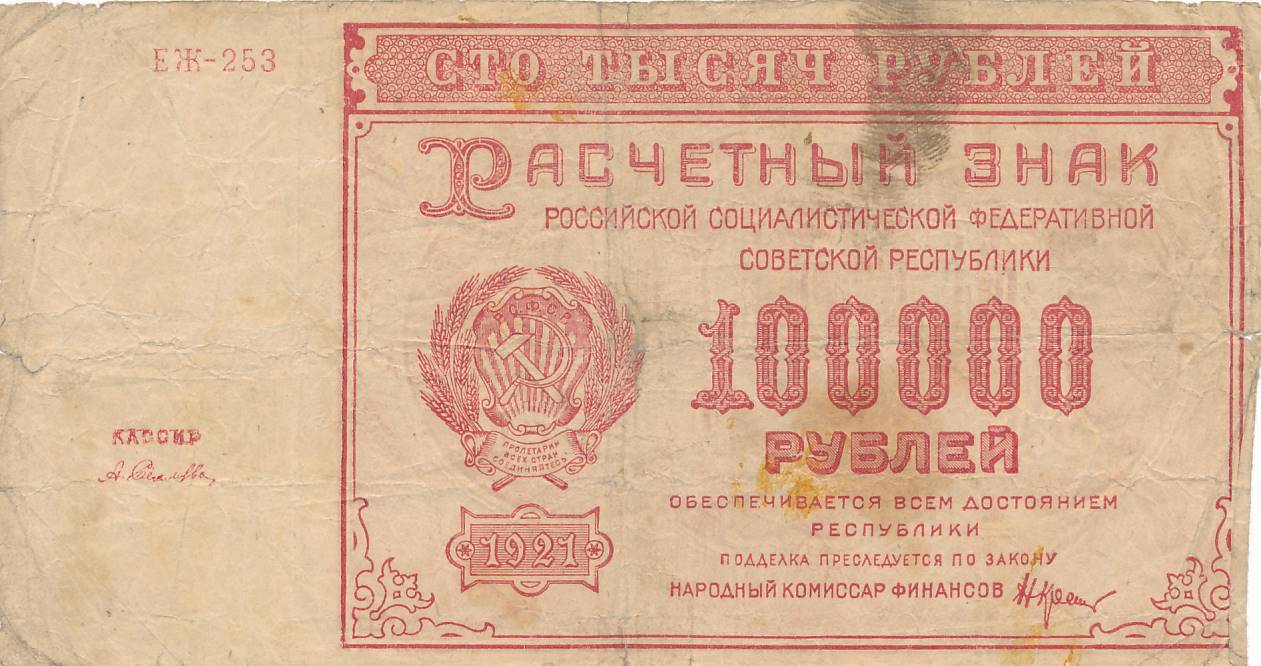 ЕЖ-253
СТО ТЫСЯЧ РУБЛЕЙ
РАСЧЕТНЫЙ ЗНАК
РОССИЙСКОЙ СОЦИАЛИСТИЧЕСКОЙ ФЕДЕРАТИВНОЙ
СОВЕТСКОЙ РЕСПУБЛИКИ
Р.С.Ф.С.Р.
100000
РУБЛЕЙ
КАССИР
ПРОЛЕТАРИИ
ВСЕХ СТРАН
СОЕДИНЯЙТЕСЬ
ОБЕСПЕЧИВАЕТСЯ ВСЕМ ДОСТОЯНИЕМ
РЕСПУБЛИКИ
1921
ПОДДЕЛКА ПРЕСЛЕДУЕТСЯ ПО ЗАКОНУ
НАРОДНЫЙ КОМИССАР ФИНАНСОВ